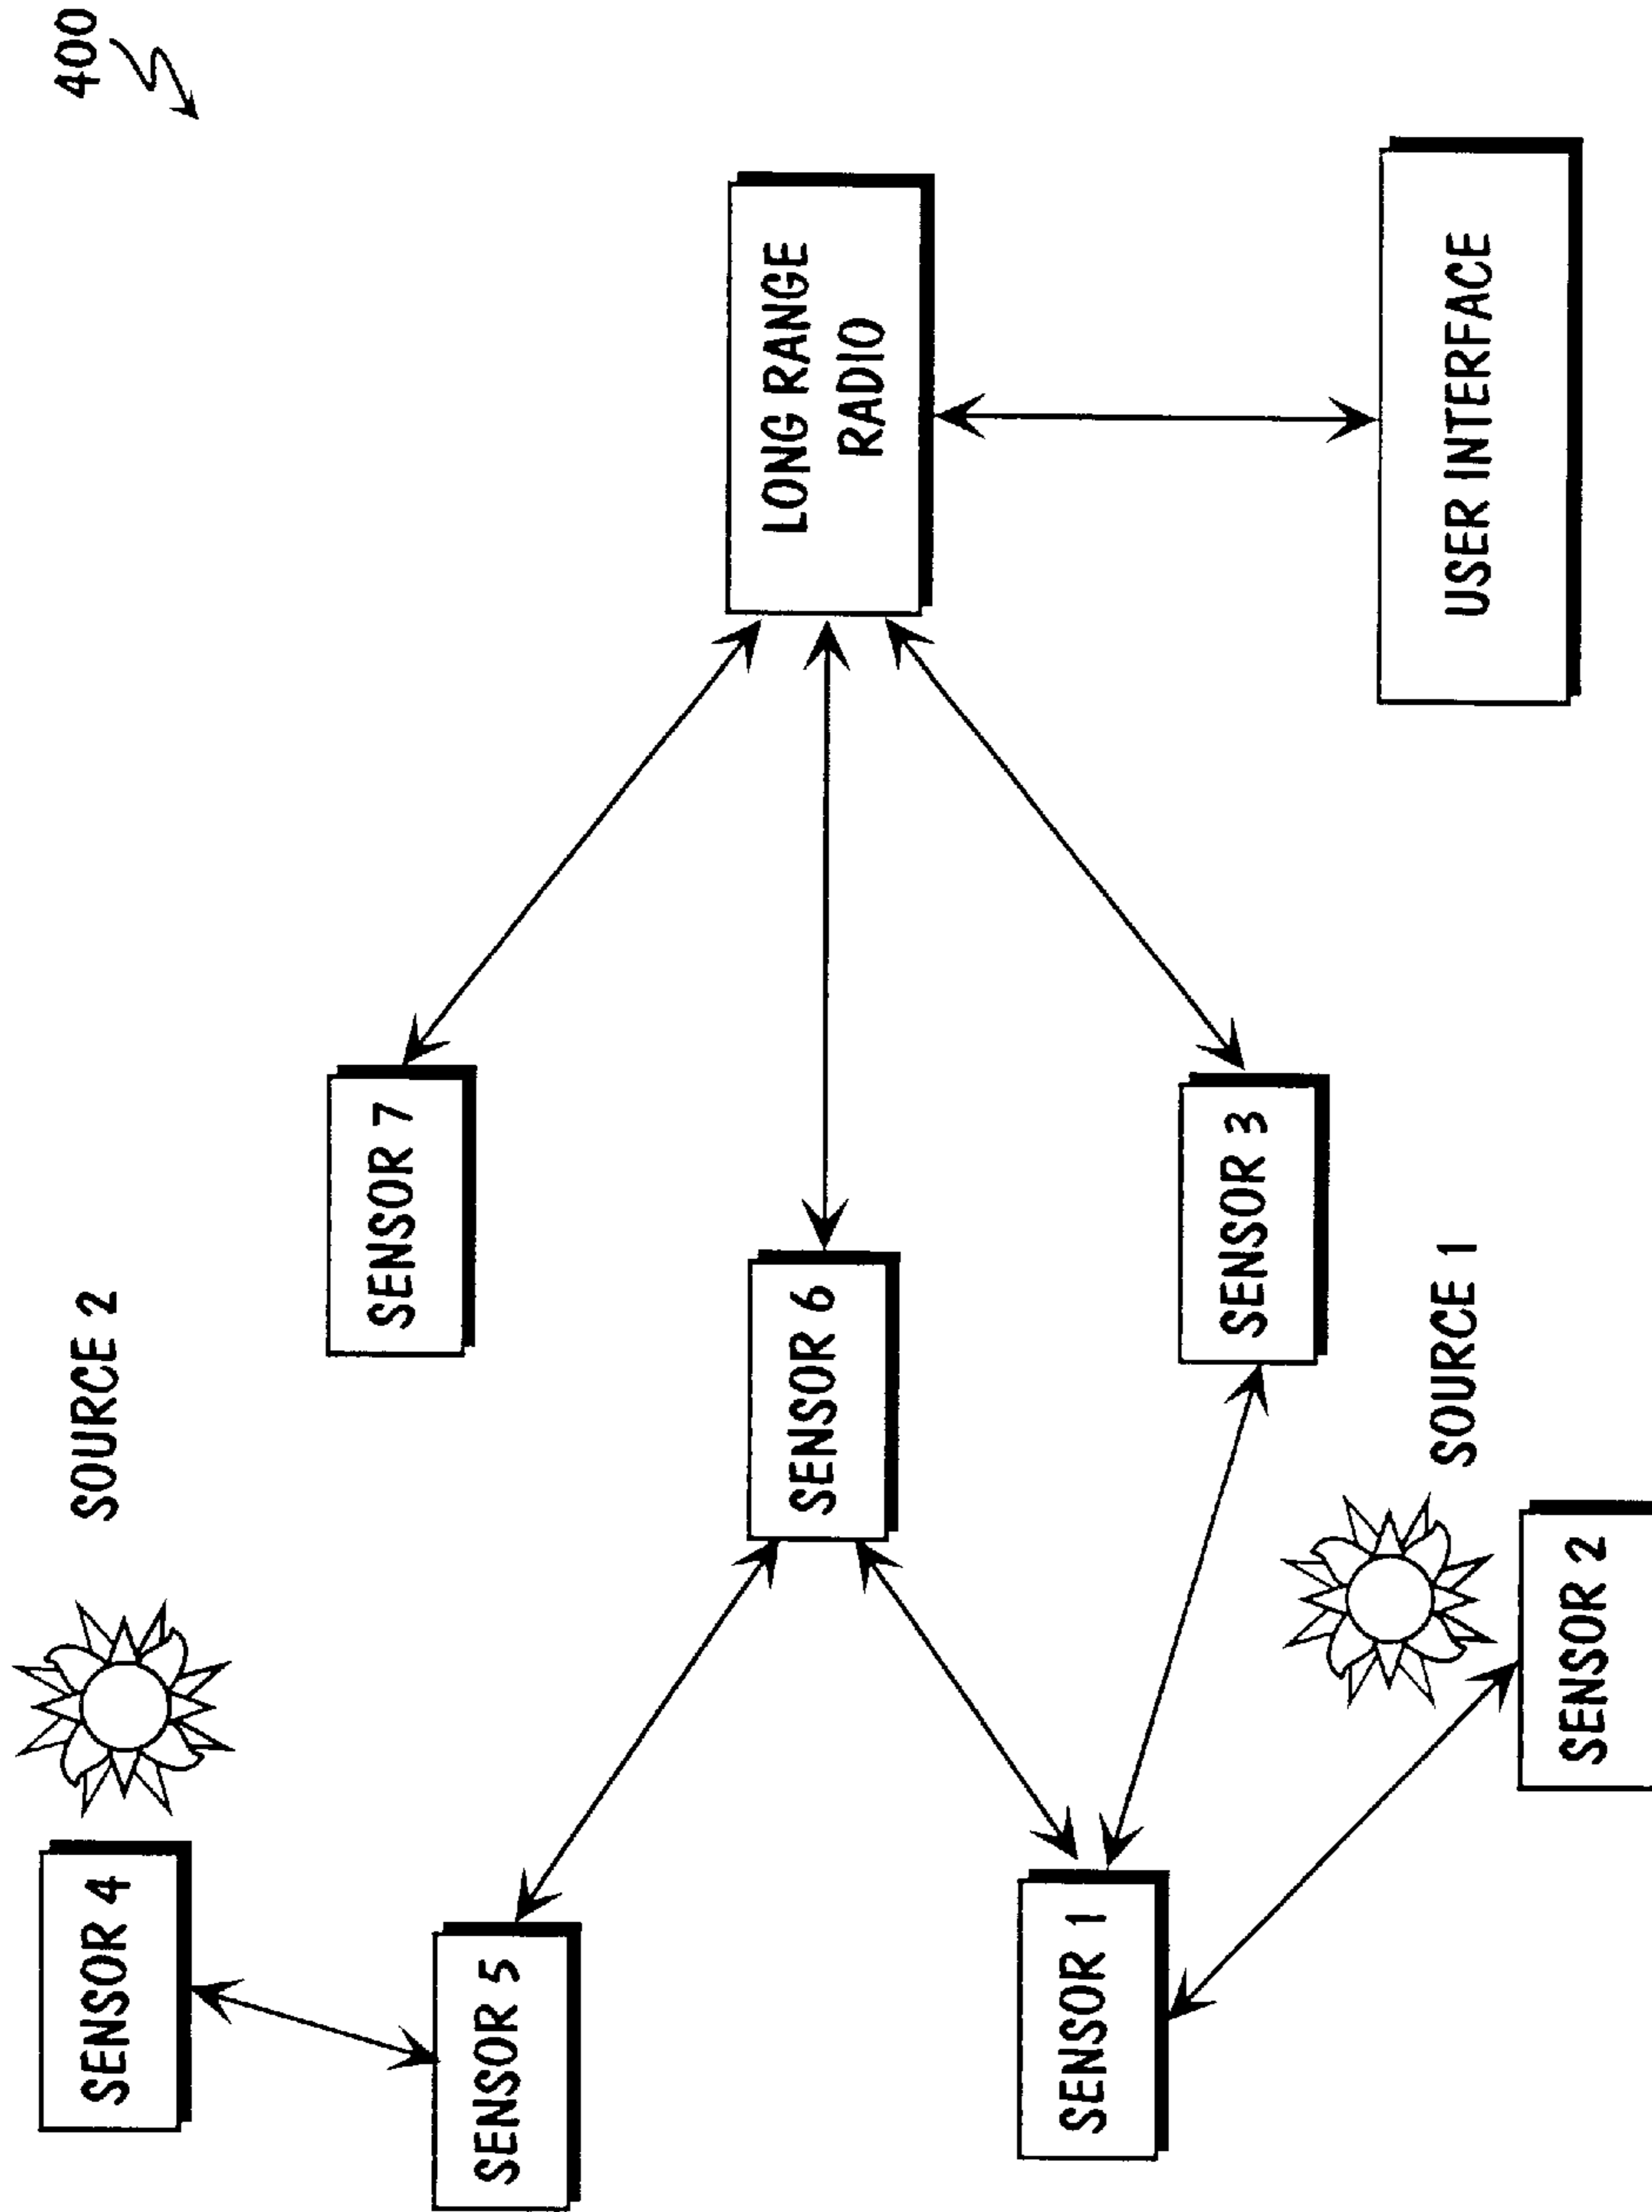 400
SOURCE 2
SENSOR 4
SENSOR 5
SENSOR 7
SENSOR 6
LONG RANGE
RADIO
SENSOR 1
SENSOR 3
SOURCE 1
SENSOR 2
USER INTERFACE